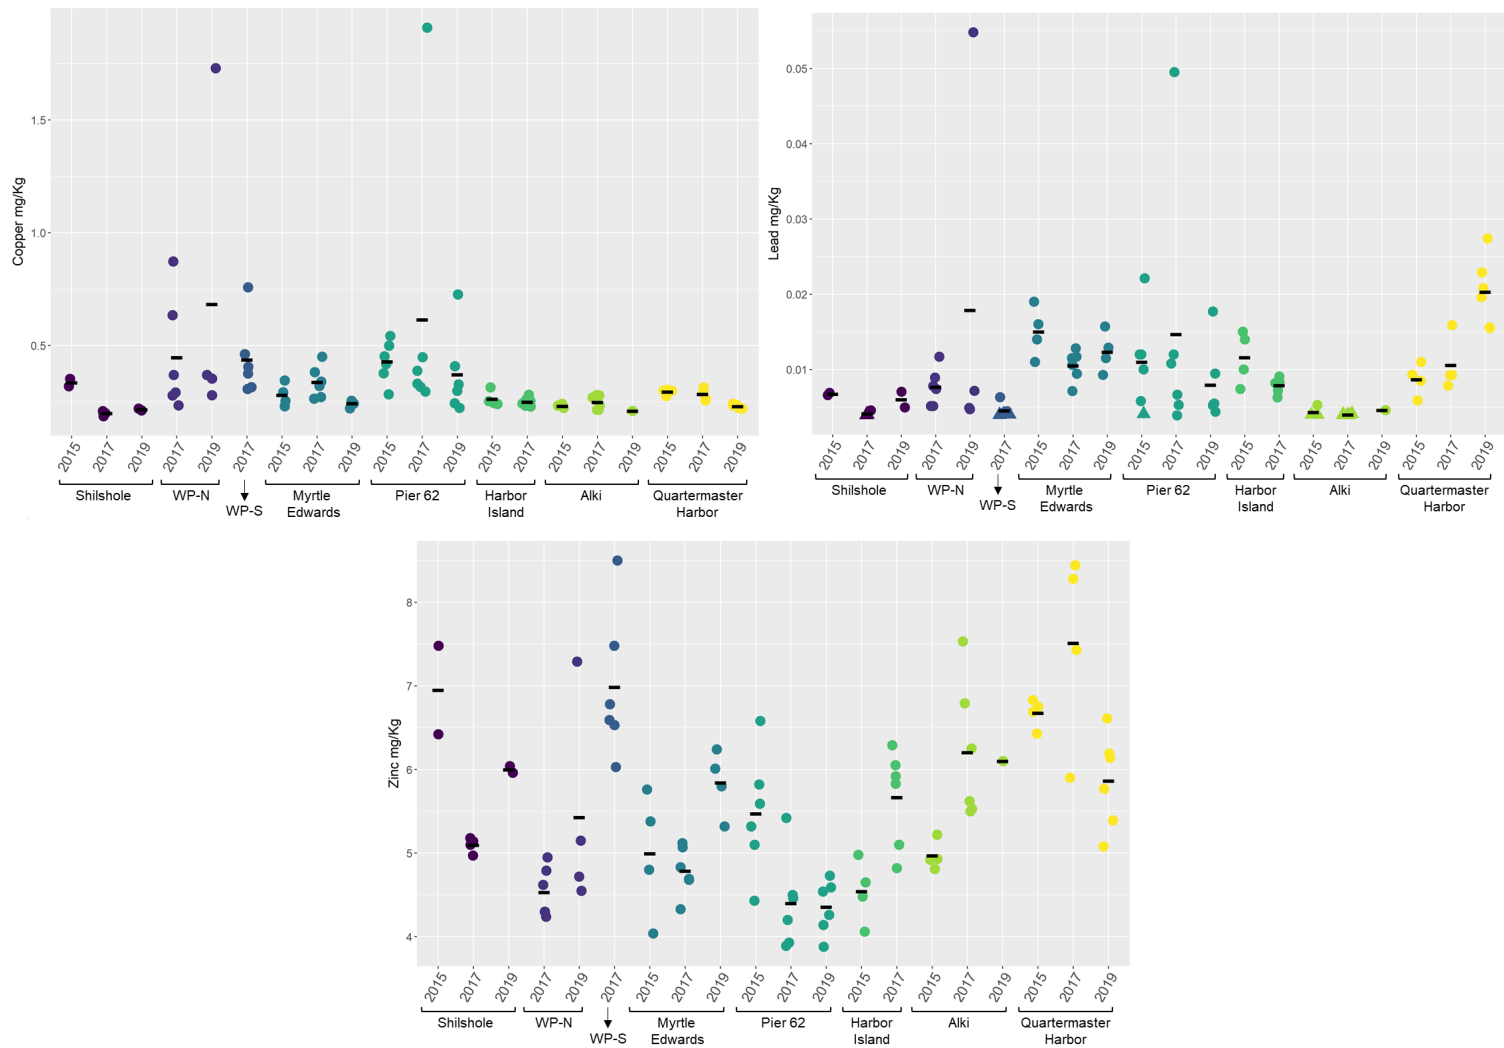 Copper mg/Kg
1.5
1.0
0.5
2015 2017 2019 2017 2019 2017 2015 2017 2019 2015 2017 2019 2015 2017 2015 2017 2019 2015 2017 2019
Shilshole WP-N WP-S Myrtle Edwards Pier 62 Harbor Island Alki Quartermaster Harbor
Lead mg/Kg
0.05
0.04
0.03
0.02
0.01
2015 2017 2019 2017 2019 2017 2015 2017 2019 2015 2017 2019 2015 2017 2015 2017 2019 2015 2017 2019
Shilshole WP-N WP-S Myrtle Edwards Pier 62 Harbor Island Alki Quartermaster Harbor
Zinc mg/Kg
8
7
6
5
4
2015 2017 2019 2017 2019 2017 2015 2017 2019 2015 2017 2019 2015 2017 2015 2017 2019 2015 2017 2019
Shilshole WP-N WP-S Myrtle Edwards Pier 62 Harbor Island Alki Quartermaster Harbor